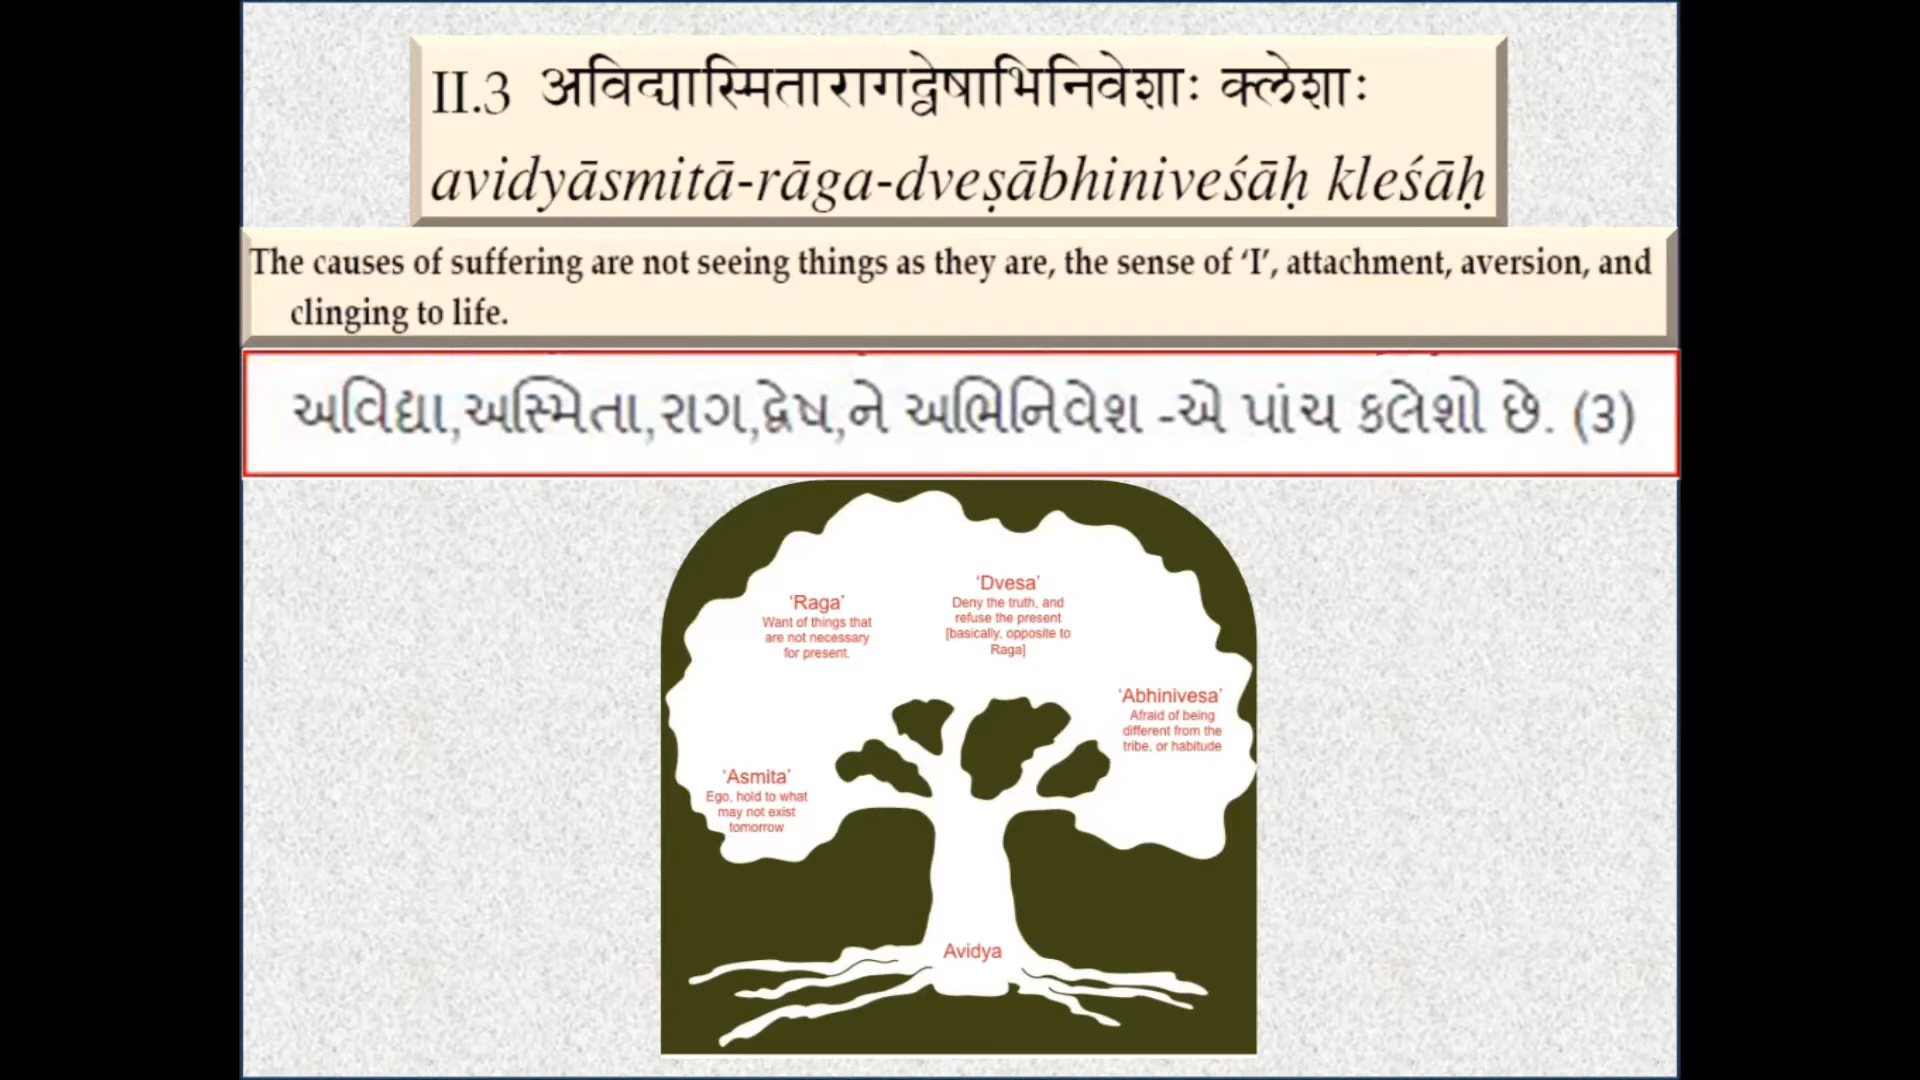 II.3 अविद्यास्मितारागद्वेषाभिनिवेशाः क्लेशाः
avidyāsmitā-rāga-dveṣābhiniveśāḥ kleśāḥ
The causes of suffering are not seeing things as they are, the sense of ‘I’, attachment, aversion, and
clinging to life.
અવિદ્યા,અસ્મિતા,રાગ,દ્વેષ,ને અભિનિવેશ -એ પાંચ કલેશો છે. (૩)
‘Raga’
Want of things that
are not necessary
for present.
‘Dvesa’
Deny the truth, and
refuse the present
[basically, opposite to
Raga]
‘Abhinivesa’
Afraid of being
different from the
tribe, or habitude
‘Asmita’
Ego, hold to what
may not exist
tomorrow
Avidya